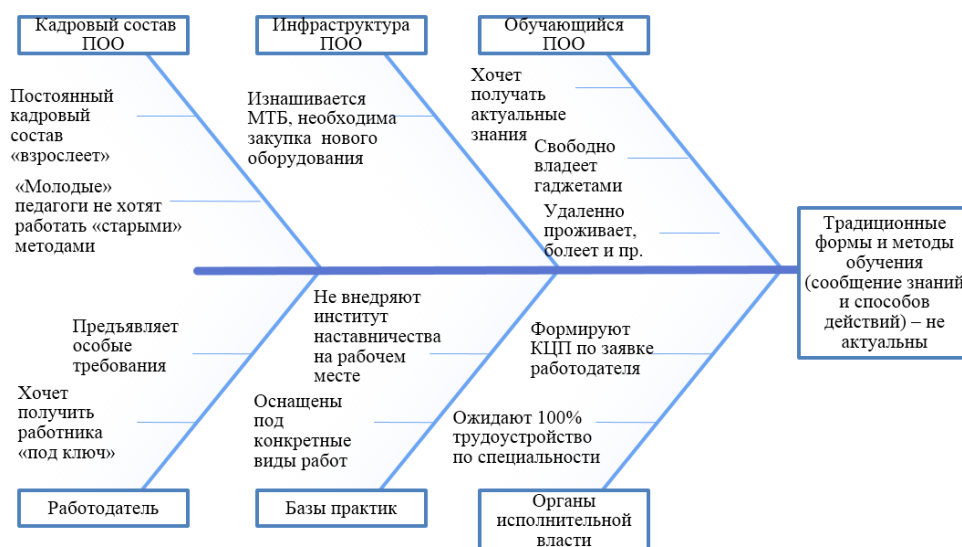 Кадровый состав
ПОО
Инфраструктура
ПОО
Обучающийся
ПОО
Постоянный
кадровый
состав
«взрослеет»
«Молодые»
педагоги не хотят
работать «старыми»
методами
Изнашивается
МТБ, необходима
закупка нового
оборудования
Хочет
получать
актуальные
знания
Свободно
владеет
гаджетами
Удаленно
проживает,
болеет и пр.
Традиционные
формы и методы
обучения
(сообщение знаний
и способов
действий) – не
актуальны
Предъявляет
особые
требования
Хочет
получить
работника
«под ключ»
Не внедряют
институт
наставничества
на рабочем
месте
Оснащены
под
конкретные
виды работ
Формируют
КЦП по заявке
работодателя
Ожидают 100%
трудоустройство
по специальности
Работодатель
Базы практик
Органы
исполнительной
власти